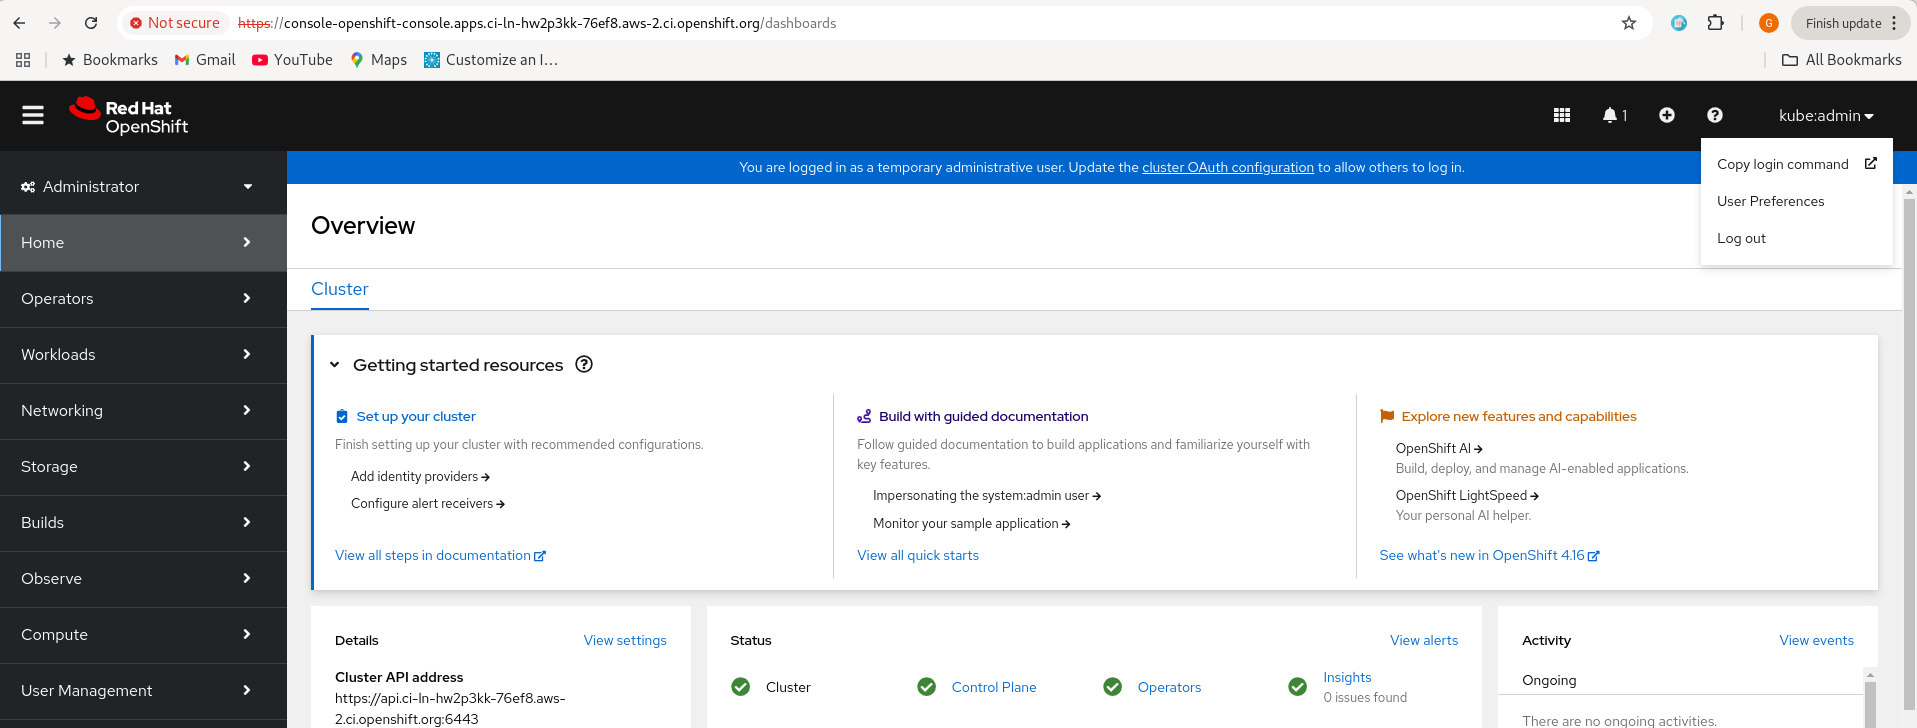 Not secure https://console-openshift-console.apps.ci-ln-hw2p3kk-76ef8.aws-2.ci.openshift.org/dashboards
G
Finish update
Bookmarks
Gmail
YouTube
Maps
Customize an I...
All Bookmarks
Red Hat
OpenShift
1
kube:admin
Copy login command
User Preferences
Log out
You are logged in as a temporary administrative user. Update the cluster OAuth configuration to allow others to log in.
Administrator
Home
Operators
Workloads
Networking
Storage
Builds
Observe
Compute
User Management
Overview
Cluster
Getting started resources
Set up your cluster
Finish setting up your cluster with recommended configurations.
Add identity providers
Configure alert receivers
View all steps in documentation
Build with guided documentation
Follow guided documentation to build applications and familiarize yourself with
key features.
Impersonating the system:admin user
Monitor your sample application
View all quick starts
Explore new features and capabilities
OpenShift AI
Build, deploy, and manage AI-enabled applications.
OpenShift LightSpeed
Your personal AI helper.
See what's new in OpenShift 4.16
Details
View settings
Cluster API address
https://api.ci-ln-hw2p3kk-76ef8.aws-
2.ci.openshift.org:6443
Status
View alerts
Cluster
Control Plane
Operators
Insights
0 issues found
Activity
View events
Ongoing
There are no ongoing activities.